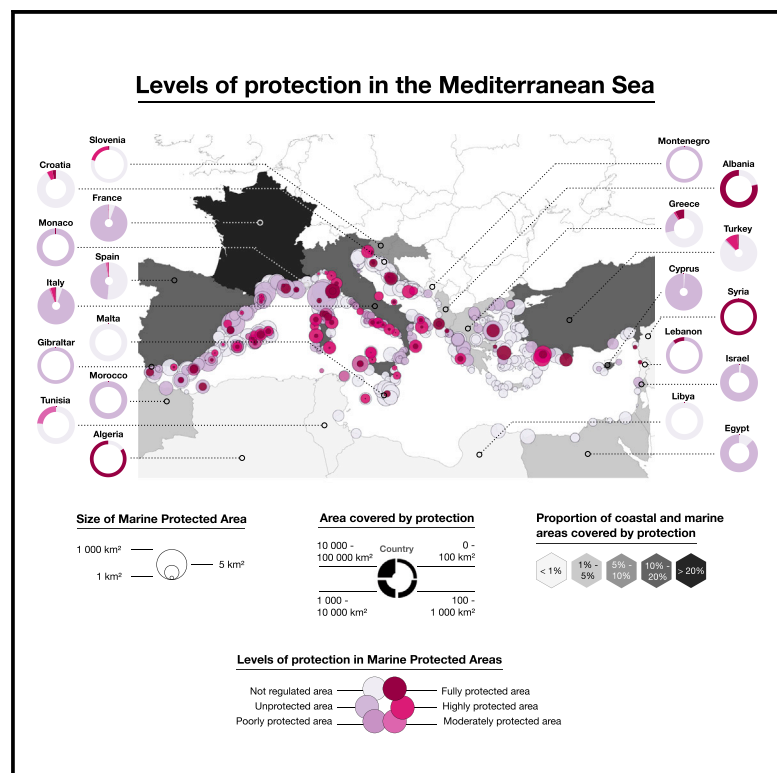 Levels of protection in the Mediterranean Sea
Slovenia
Croatia
France
Monaco
Spain
Italy
Malta
Gibraltar
Morocco
Tunisia
Algeria
Montenegro
Albania
Greece
Turkey
Cyprus
Syria
Lebanon
Israel
Libya
Egypt
Size of Marine Protected Area
1 000 km²
5 km²
1 km²
Area covered by protection
10 000 -
100 000 km²
Country
0 -
100 km²
1 000 -
10 000 km²
100 -
1 000 km²
Proportion of coastal and marine
areas covered by protection
< 1%
1% -
5%
5% -
10%
10% -
20%
> 20%
Levels of protection in Marine Protected Areas
Not regulated area
Fully protected area
Unprotected area
Highly protected area
Poorly protected area
Moderately protected area